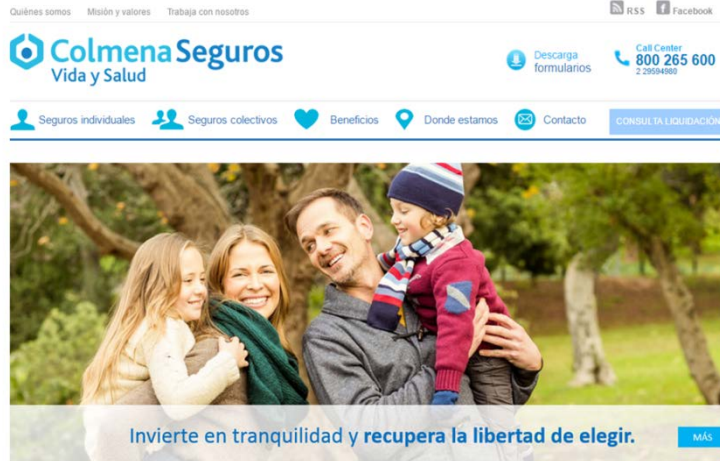 Quiénes somos Misión y valores Trabaja con nosotros RSS Facebook
Colmena Seguros
Vida y Salud
Descarga
formularios
Call Center
800 265 600
2 29594980
Seguros individuales Seguros colectivos Beneficios Donde estamos Contacto CONSULTA LIQUIDACIÓN
Invierte en tranquilidad y recupera la libertad de elegir.
MÁS